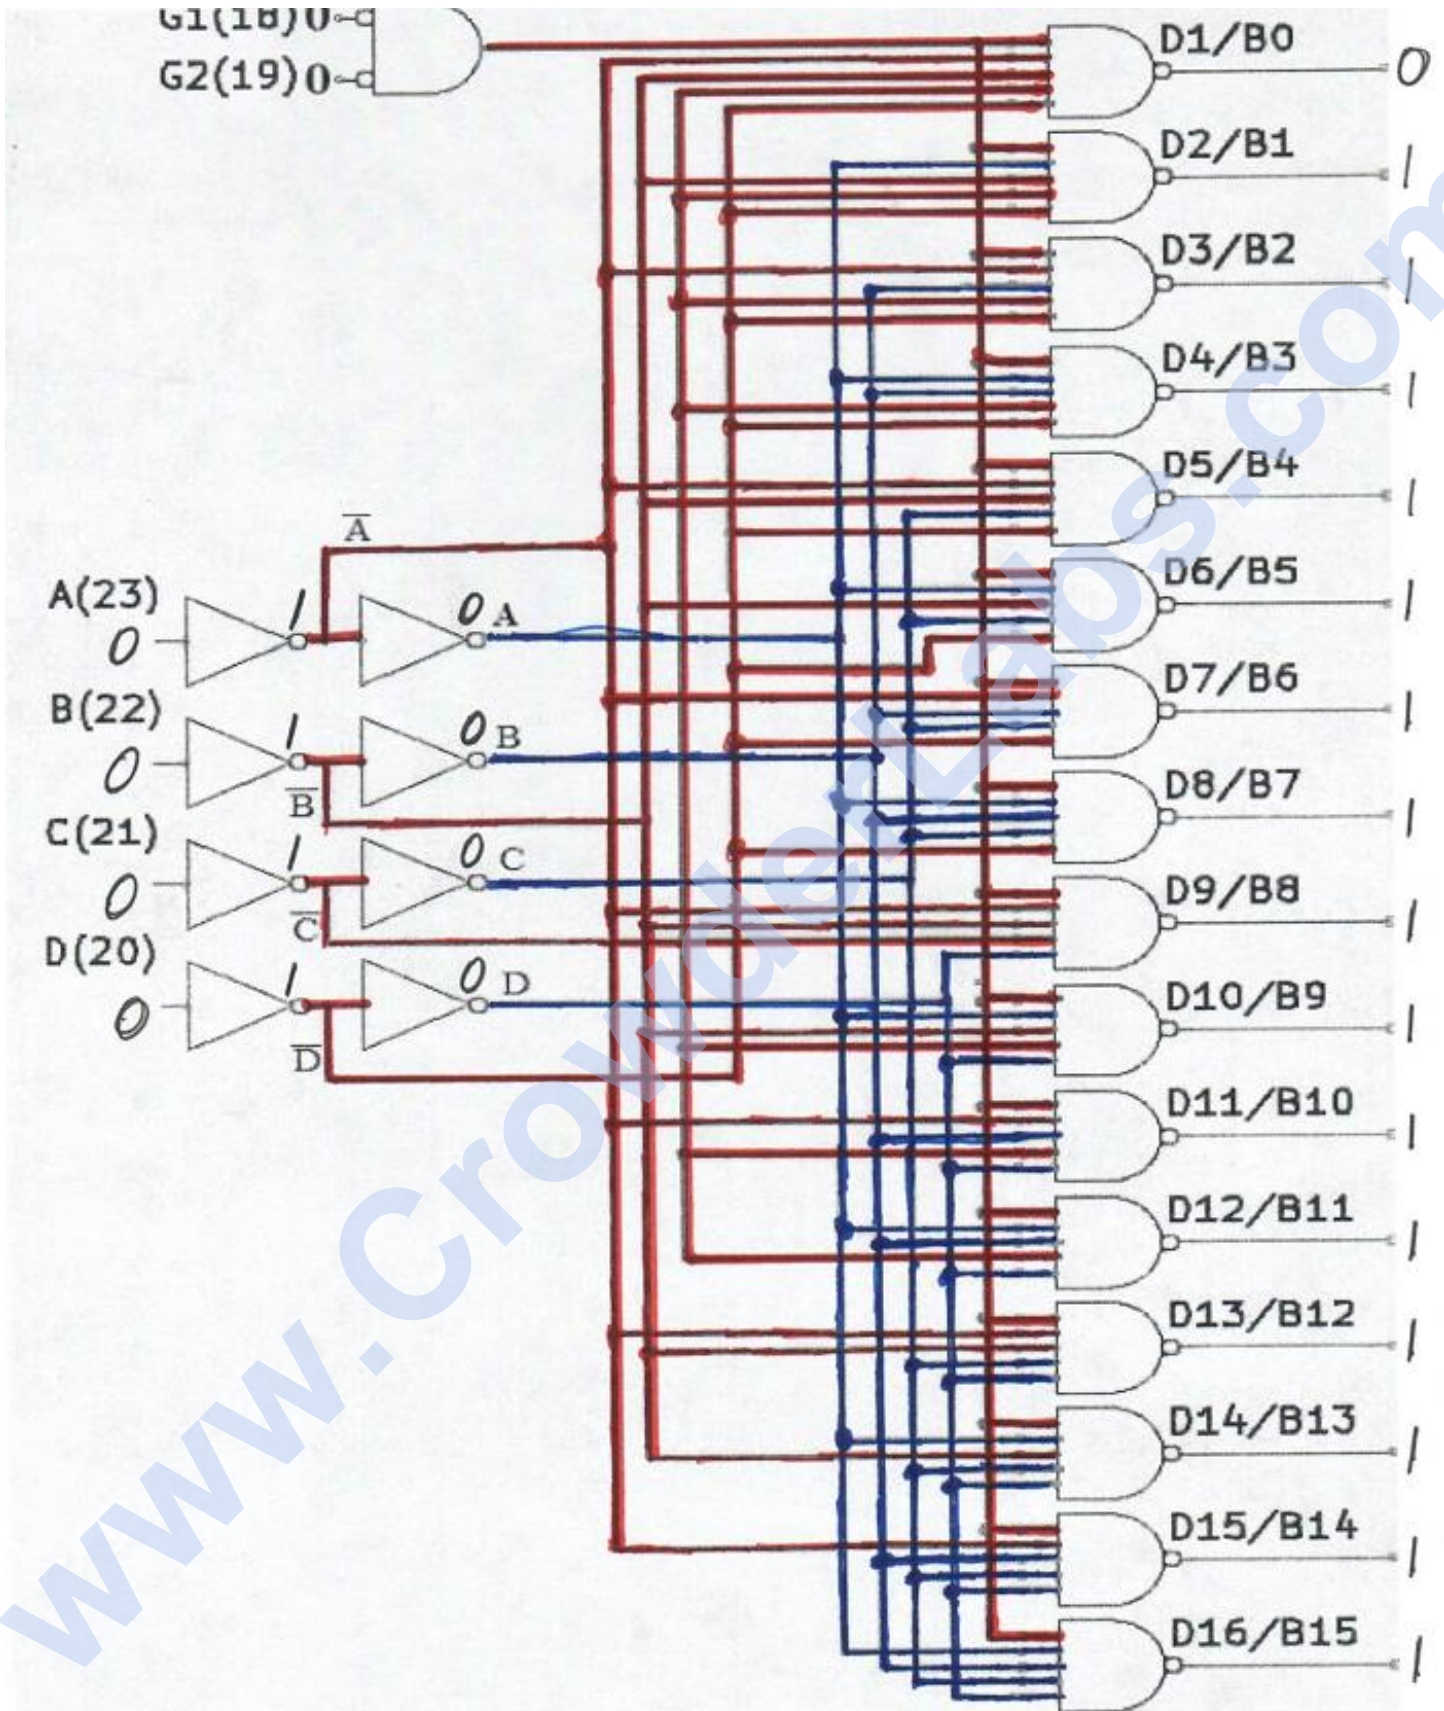 G1(18)0
G2(19)0
D1/B0 0
D2/B1 1
D3/B2 1
D4/B3 1
D5/B4 1
D6/B5 1
D7/B6 1
D8/B7 1
D9/B8 1
D10/B9 1
D11/B10 1
D12/B11 1
D13/B12 1
D14/B13 1
D15/B14 1
D16/B15 1
A̅
A(23) 0 1 0 A
B(22) 0 1 0 B
B̅
C(21) 0 1 0 C
C̅
D(20) 0 1 0 D
D̅
www.CrowderLabs.com